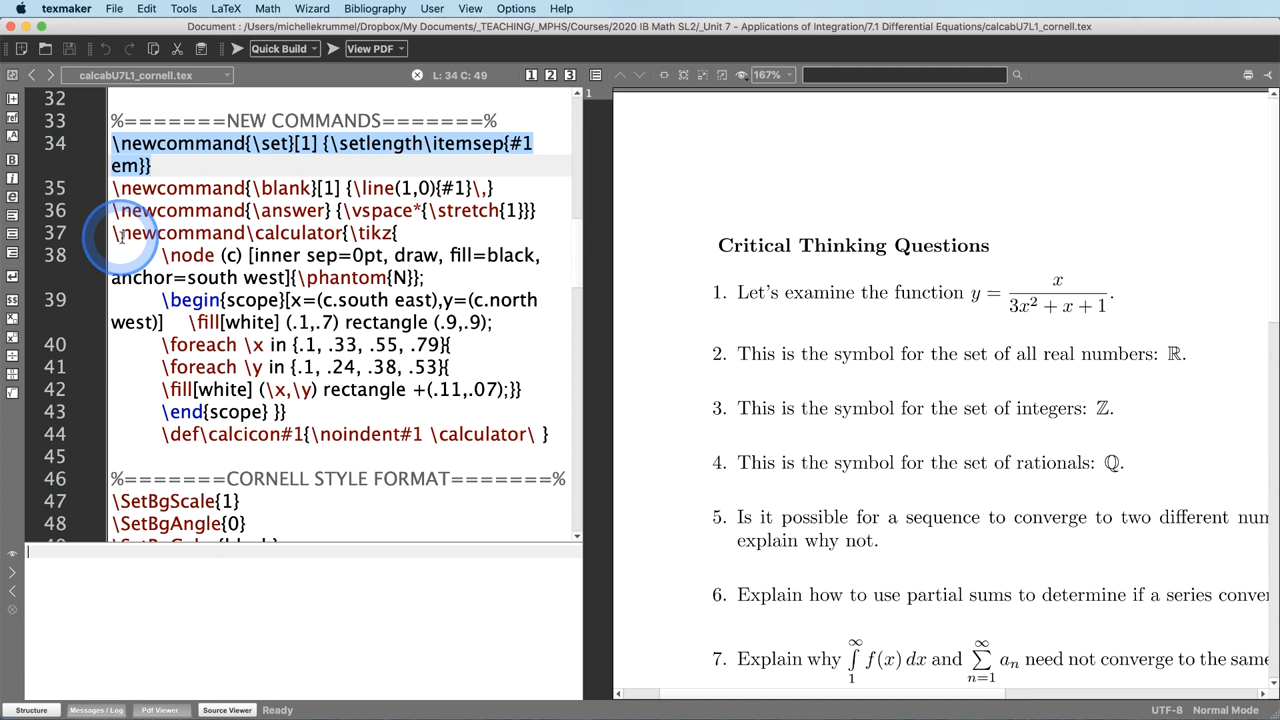 texmaker File Edit Tools LaTeX Math Wizard Bibliography User View Options Help
Document : /Users/michellekrummel/Dropbox/My Documents/_TEACHING/_MPHS/Courses/2020 IB Math SL2/_Unit 7 - Applications of Integration/7.1 Differential Equations/calcabU7L1_cornell.tex
Quick Build View PDF
calcabU7L1_cornell.tex L: 34 C: 49 1 2 3 167%
1
32
33 %=======NEW COMMANDS=======%
34 \newcommand{\set}[1] {\setlength\itemsep{#1
em}}
35 \newcommand{\blank}[1] {\line(1,0){#1}\,}
36 \newcommand{\answer} {\vspace*{\stretch{1}}}
37 \newcommand\calculator{\tikz{
38 \node (c) [inner sep=0pt, draw, fill=black,
anchor=south west]{\phantom{N}};
39 \begin{scope}[x=(c.south east),y=(c.north
west)] \fill[white] (.1,.7) rectangle (.9,.9);
40 \foreach \x in {.1, .33, .55, .79}{
41 \foreach \y in {.1, .24, .38, .53}{
42 \fill[white] (\x,\y) rectangle +(.11,.07);}}
43 \end{scope} }}
44 \def\calcicon#1{\noindent#1 \calculator\ }
45
46 %=======CORNELL STYLE FORMAT=======%
47 \SetBgScale{1}
48 \SetBgAngle{0}
Critical Thinking Questions
1. Let's examine the function y = x / (3x² + x + 1).
2. This is the symbol for the set of all real numbers: ℝ.
3. This is the symbol for the set of integers: ℤ.
4. This is the symbol for the set of rationals: ℚ.
5. Is it possible for a sequence to converge to two different
explain why not.
6. Explain how to use partial sums to determine if a series
7. Explain why ∫₁^∞ f(x) dx and ∑_{n=1}^∞ aₙ need not converge to the same
Structure Messages / Log Pdf Viewer Source Viewer Ready UTF-8 Normal Mode